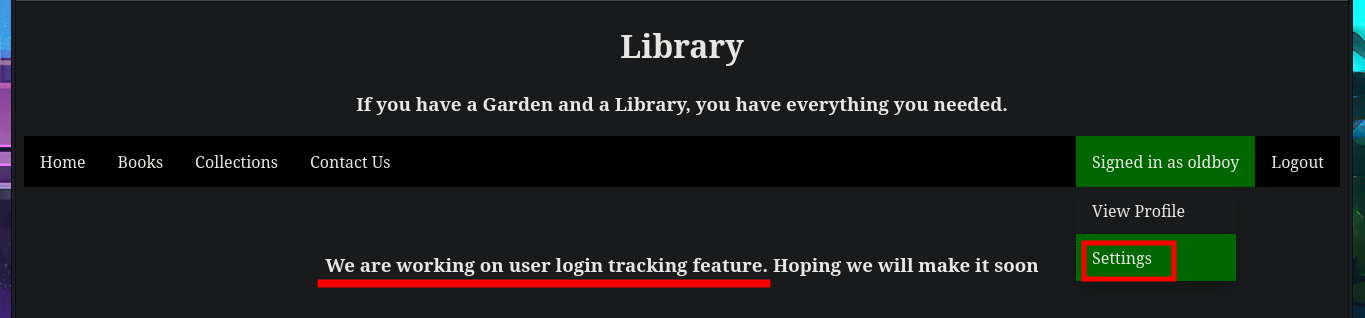 Library
If you have a Garden and a Library, you have everything you needed.
Home Books Collections Contact Us Signed in as oldboy Logout
View Profile
We are working on user login tracking feature. Hoping we will make it soon
Settings